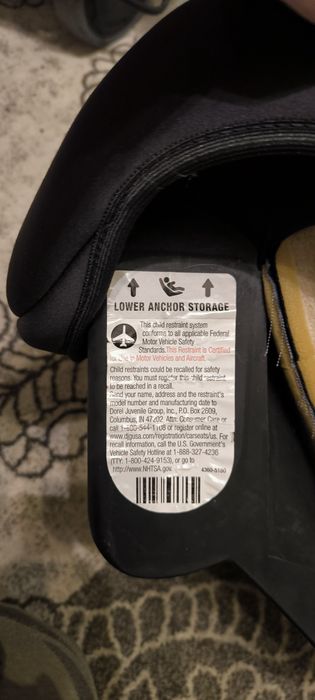 LOWER ANCHOR STORAGE
This child restraint system
conforms to all applicable Federal
Motor Vehicle Safety
Standards. This Restraint is Certified
for Use in Motor Vehicles and Aircraft.
Child restraints could be recalled for safety
reasons. You must register this child restraint
to be reached in a recall.
Send your name, address and the restraint's
model number and manufacturing date to
Dorel Juvenile Group, Inc., P.O. Box 2609,
Columbus, IN 47202 Attn: Consumer Care or
call 1-800-544-1108 or register online at
www.djgusa.com/registration/carseats/us. For
recall information, call the U.S. Government's
Vehicle Safety Hotline at 1-888-327-4236
(TTY: 1-800-424-9153), or go to
http://www.NHTSA.gov. 4360-5180